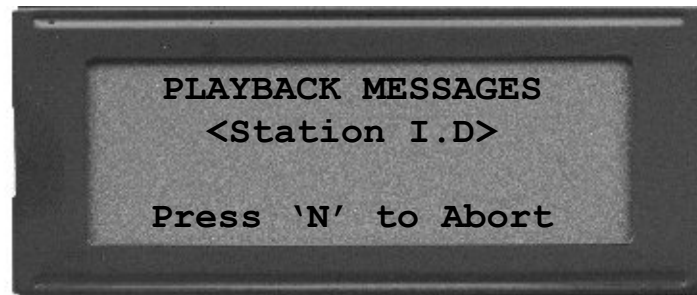 PLAYBACK MESSAGES
<Station I.D>
Press ‘N’ to Abort